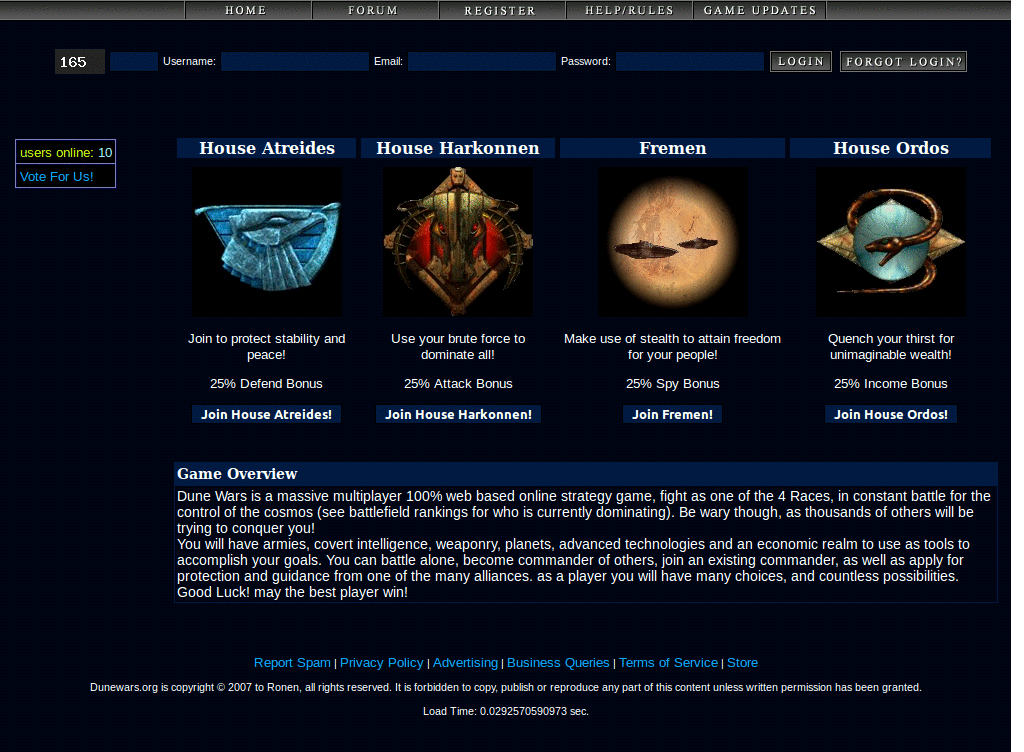 HOME FORUM REGISTER HELP/RULES GAME UPDATES
165 Username: Email: Password: LOGIN FORGOT LOGIN?
users online: 10
Vote For Us!
House Atreides House Harkonnen Fremen House Ordos
Join to protect stability and
peace!
25% Defend Bonus
Join House Atreides!
Use your brute force to
dominate all!
25% Attack Bonus
Join House Harkonnen!
Make use of stealth to attain freedom
for your people!
25% Spy Bonus
Join Fremen!
Quench your thirst for
unimaginable wealth!
25% Income Bonus
Join House Ordos!
Game Overview
Dune Wars is a massive multiplayer 100% web based online strategy game, fight as one of the 4 Races, in constant battle for the
control of the cosmos (see battlefield rankings for who is currently dominating). Be wary though, as thousands of others will be
trying to conquer you!
You will have armies, covert intelligence, weaponry, planets, advanced technologies and an economic realm to use as tools to
accomplish your goals. You can battle alone, become commander of others, join an existing commander, as well as apply for
protection and guidance from one of the many alliances. as a player you will have many choices, and countless possibilities.
Good Luck! may the best player win!
Report Spam | Privacy Policy | Advertising | Business Queries | Terms of Service | Store
Dunewars.org is copyright © 2007 to Ronen, all rights reserved. It is forbidden to copy, publish or reproduce any part of this content unless written permission has been granted.
Load Time: 0.0292570590973 sec.